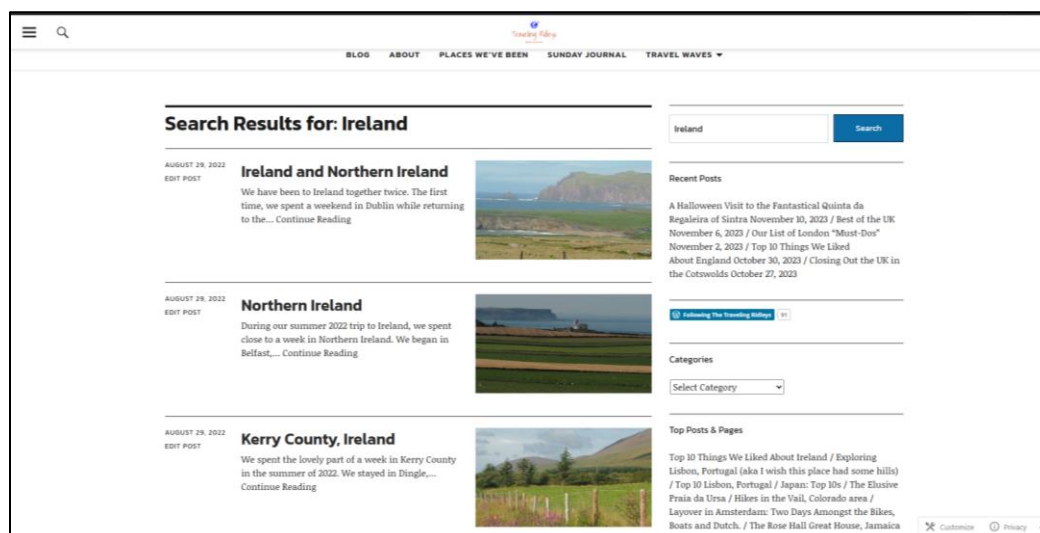 Traveling Ridleys
BLOG ABOUT PLACES WE'VE BEEN SUNDAY JOURNAL TRAVEL WAVES
Search Results for: Ireland
AUGUST 29, 2022
EDIT POST
Ireland and Northern Ireland
We have been to Ireland together twice. The first
time, we spent a weekend in Dublin while returning
to the... Continue Reading
AUGUST 29, 2022
EDIT POST
Northern Ireland
During our summer 2022 trip to Ireland, we spent
close to a week in Northern Ireland. We began in
Belfast,... Continue Reading
AUGUST 29, 2022
EDIT POST
Kerry County, Ireland
We spent the lovely part of a week in Kerry County
in the summer of 2022. We stayed in Dingle,...
Continue Reading
Ireland
Search
Recent Posts
A Halloween Visit to the Fantastical Quinta da
Regaleira of Sintra November 10, 2023 / Best of the UK
November 6, 2023 / Our List of London “Must-Dos”
November 2, 2023 / Top 10 Things We Liked
About England October 30, 2023 / Closing Out the UK in
the Cotswolds October 27, 2023
Following The Traveling Ridleys
Categories
Select Category
Top Posts & Pages
Top 10 Things We Liked About Ireland / Exploring
Lisbon, Portugal (aka I wish this place had some hills)
/ Top 10 Lisbon, Portugal / Japan: Top 10s / The Elusive
Praia da Ursa / Hikes in the Vail, Colorado area /
Layover in Amsterdam: Two Days Amongst the Bikes,
Boats and Dutch. / The Rose Hall Great House, Jamaica
Customize Privacy